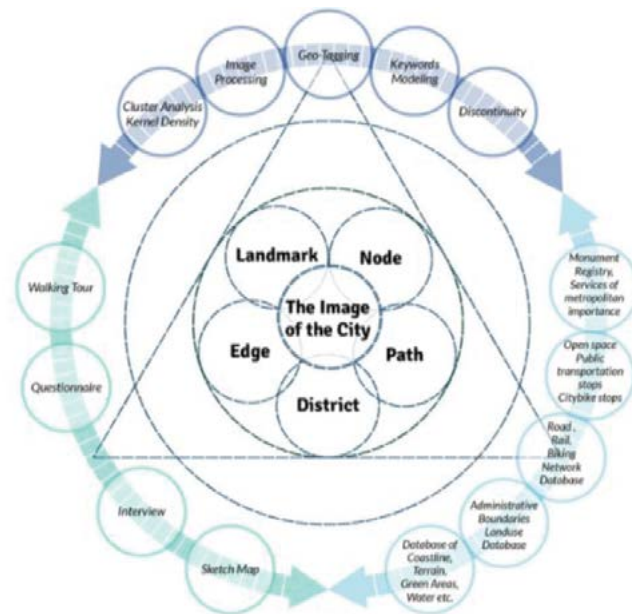 Geo-Tagging
Image
Processing
Keywords
Modeling
Cluster Analysis
Kernel Density
Discontinuity
Landmark
Node
The Image
of the City
Edge
Path
District
Walking Tour
Questionnaire
Interview
Sketch Map
Monument
Registry,
Services of
metropolitan
importance
Open space
Public
transportation
stops
Citybike stops
Road ,
Rail,
Biking
Network
Database
Administrative
Boundaries
Landuse
Database
Database of
Coastline,
Terrain,
Green Areas,
Water etc.